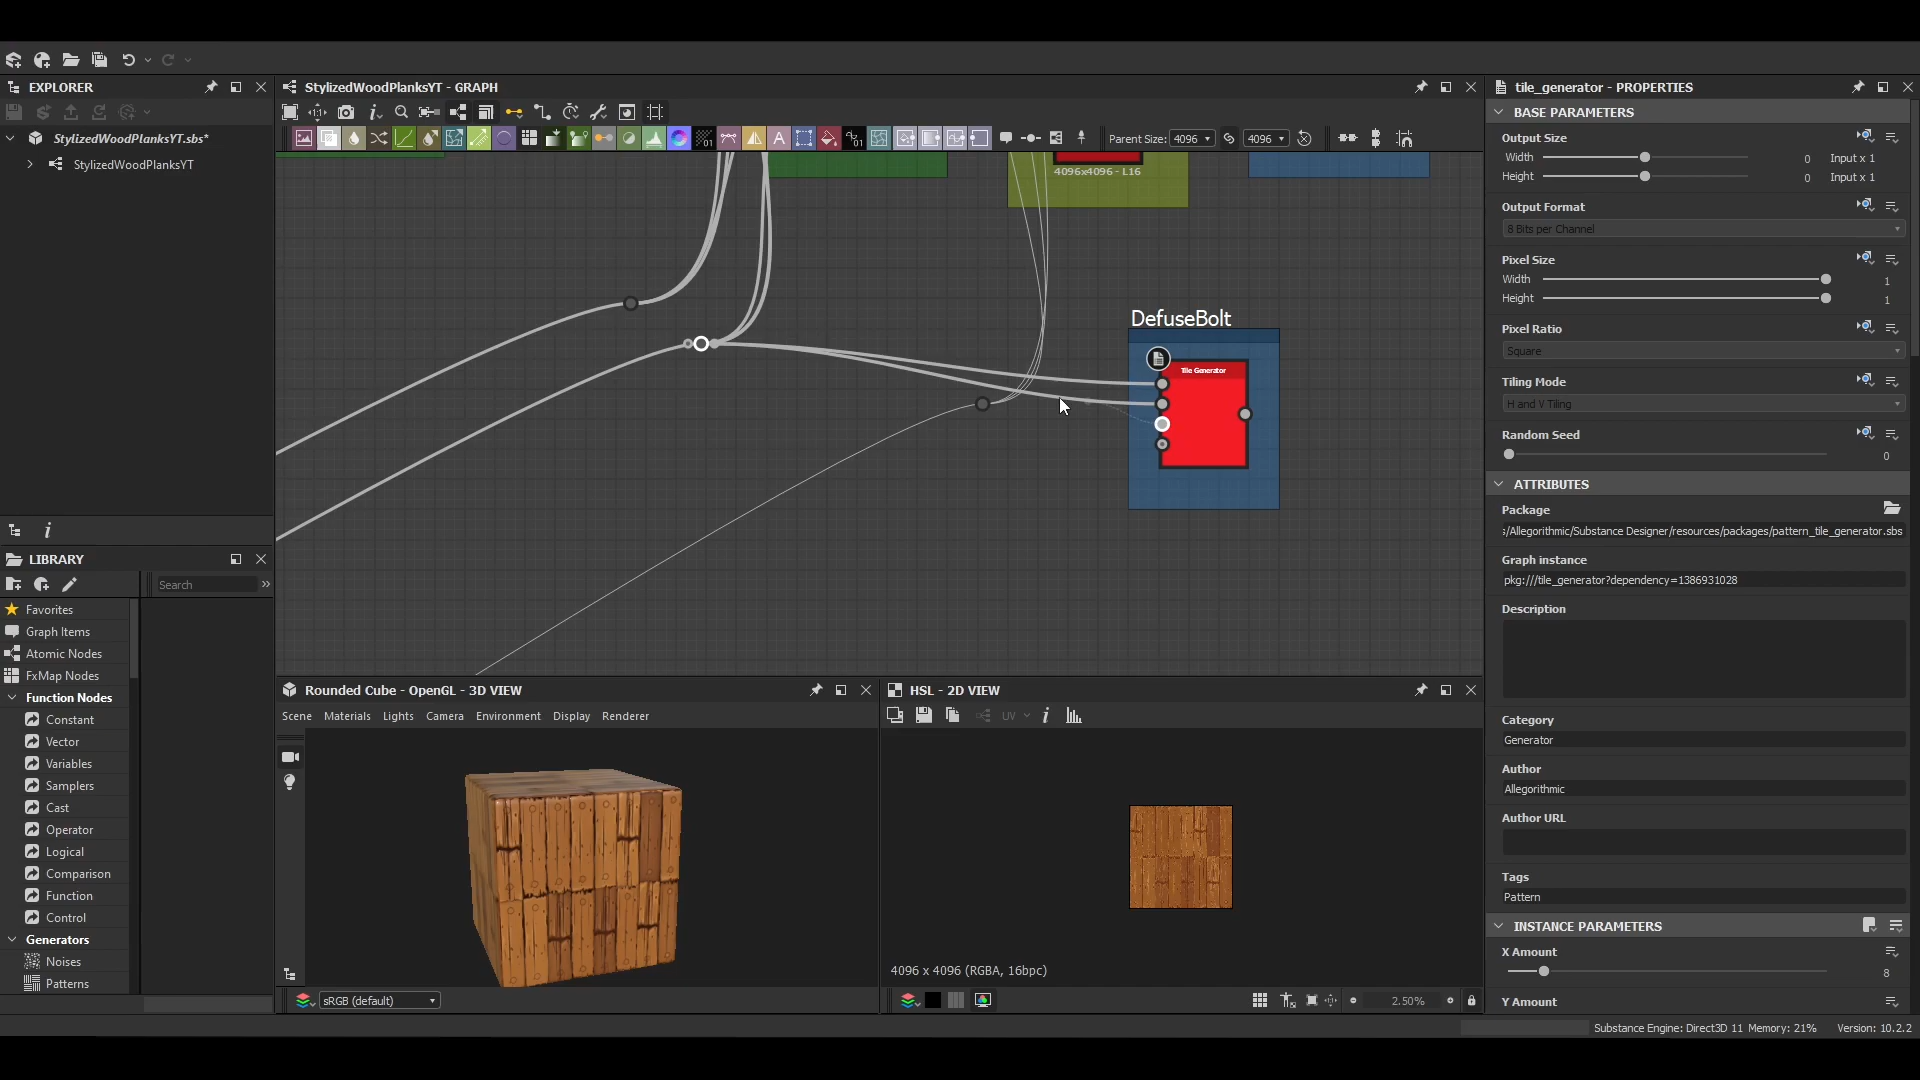 EXPLORER
StylizedWoodPlanksYT.sbs*
StylizedWoodPlanksYT
LIBRARY
Search
Favorites
Graph Items
Atomic Nodes
FxMap Nodes
Function Nodes
Constant
Vector
Variables
Samplers
Cast
Operator
Logical
Comparison
Function
Control
Generators
Noises
Patterns
StylizedWoodPlanksYT - GRAPH
Parent Size: 4096 4096
4096x4096 - L16
DefuseBolt
Tile Generator
Rounded Cube - OpenGL - 3D VIEW
Scene Materials Lights Camera Environment Display Renderer
sRGB (default)
HSL - 2D VIEW
UV
4096 x 4096 (RGBA, 16bpc)
2.50%
tile_generator - PROPERTIES
BASE PARAMETERS
Output Size
Width 0 Input x 1
Height 0 Input x 1
Output Format
8 Bits per Channel
Pixel Size
Width 1
Height 1
Pixel Ratio
Square
Tiling Mode
H and V Tiling
Random Seed
0
ATTRIBUTES
Package
/Allegorithmic/Substance Designer/resources/packages/pattern_tile_generator.sbs
Graph instance
pkg:///tile_generator?dependency=1386931028
Description
Category
Generator
Author
Allegorithmic
Author URL
Tags
Pattern
INSTANCE PARAMETERS
X Amount
8
Y Amount
Substance Engine: Direct3D 11 Memory: 21% Version: 10.2.2